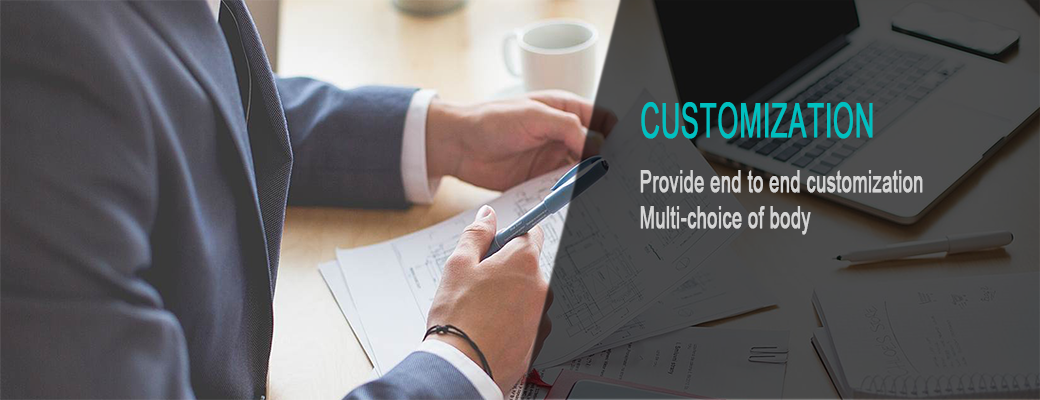 CUSTOMIZATION
Provide end to end customization
Multi-choice of body